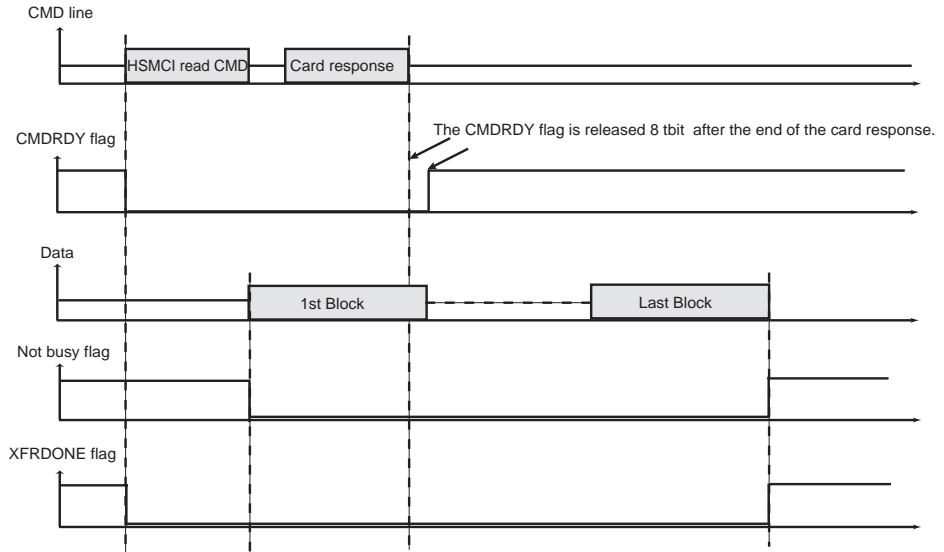 CMD line
HSMCI read CMD
Card response
The CMDRDY flag is released 8 tbit after the end of the card response.
CMDRDY flag
Data
1st Block
Last Block
Not busy flag
XFRDONE flag